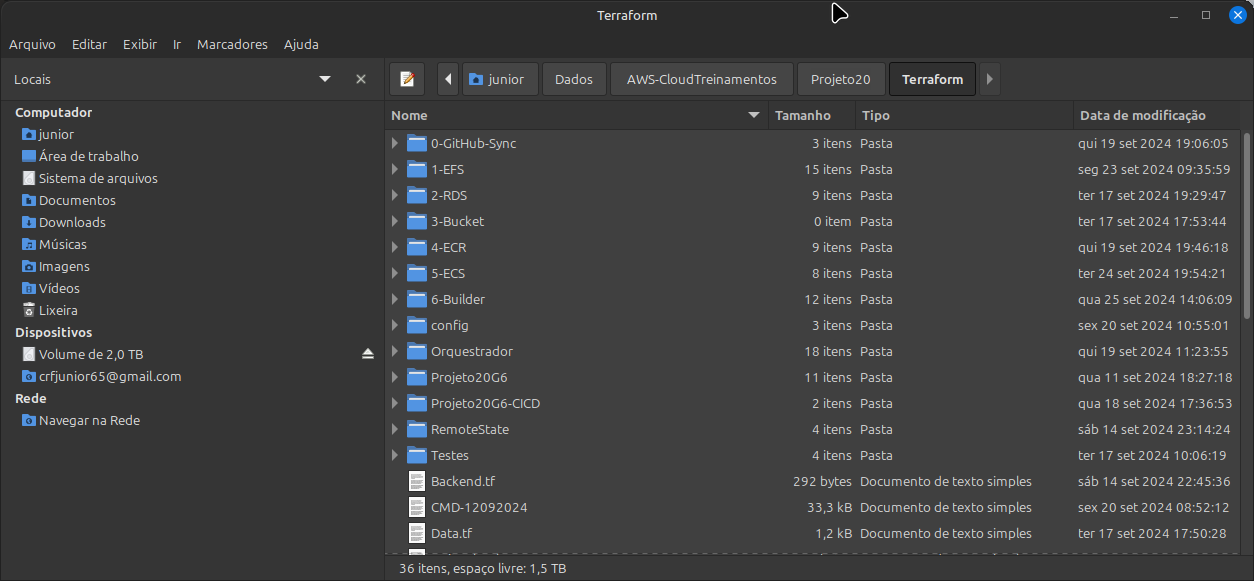 Terraform
Arquivo Editar Exibir Ir Marcadores Ajuda
Locais
junior Dados AWS-CloudTreinamentos Projeto20 Terraform
Computador
junior
Área de trabalho
Sistema de arquivos
Documentos
Downloads
Músicas
Imagens
Vídeos
Lixeira
Dispositivos
Volume de 2,0 TB
crfjunior65@gmail.com
Rede
Navegar na Rede
Nome Tamanho Tipo Data de modificação
0-GitHub-Sync 3 itens Pasta qui 19 set 2024 19:06:05
1-EFS 15 itens Pasta seg 23 set 2024 09:35:59
2-RDS 9 itens Pasta ter 17 set 2024 19:29:47
3-Bucket 0 item Pasta ter 17 set 2024 17:53:44
4-ECR 9 itens Pasta qui 19 set 2024 19:46:18
5-ECS 8 itens Pasta ter 24 set 2024 19:54:21
6-Builder 12 itens Pasta qua 25 set 2024 14:06:09
config 3 itens Pasta sex 20 set 2024 10:55:01
Orquestrador 18 itens Pasta qui 19 set 2024 11:23:55
Projeto20G6 11 itens Pasta qua 11 set 2024 18:27:18
Projeto20G6-CICD 2 itens Pasta qua 18 set 2024 17:36:53
RemoteState 4 itens Pasta sáb 14 set 2024 23:14:24
Testes 4 itens Pasta ter 17 set 2024 10:06:19
Backend.tf 292 bytes Documento de texto simples sáb 14 set 2024 22:45:36
CMD-12092024 33,3 kB Documento de texto simples sex 20 set 2024 08:52:12
Data.tf 1,2 kB Documento de texto simples ter 17 set 2024 17:50:28
36 itens, espaço livre: 1,5 TB